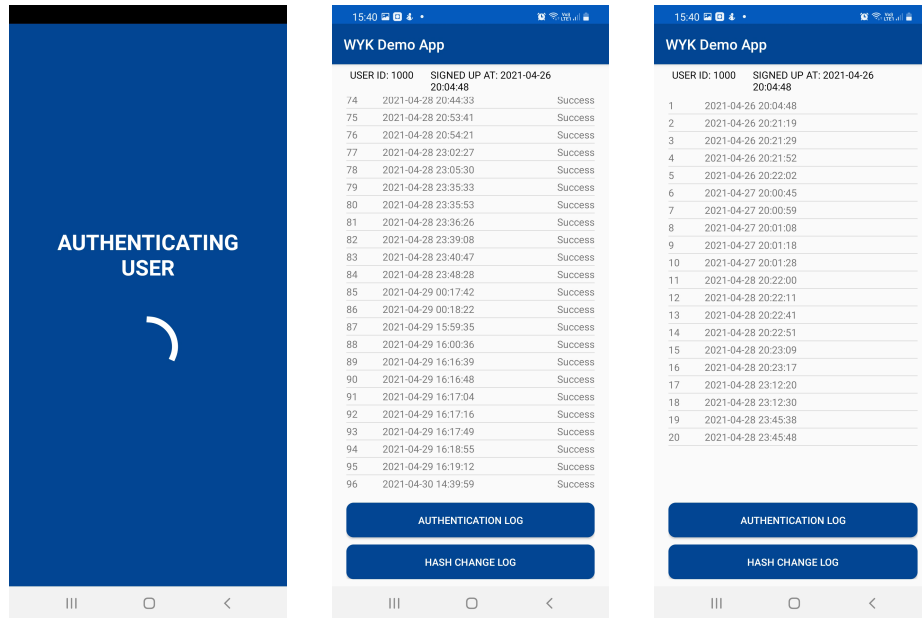 AUTHENTICATING
USER
15:40
WYK Demo App
USER ID: 1000 SIGNED UP AT: 2021-04-26
20:04:48
74 2021-04-28 20:44:33 Success
75 2021-04-28 20:53:41 Success
76 2021-04-28 20:54:21 Success
77 2021-04-28 23:02:27 Success
78 2021-04-28 23:05:30 Success
79 2021-04-28 23:35:33 Success
80 2021-04-28 23:35:53 Success
81 2021-04-28 23:36:26 Success
82 2021-04-28 23:39:08 Success
83 2021-04-28 23:40:47 Success
84 2021-04-28 23:48:28 Success
85 2021-04-29 00:17:42 Success
86 2021-04-29 00:18:22 Success
87 2021-04-29 15:59:35 Success
88 2021-04-29 16:00:36 Success
89 2021-04-29 16:16:39 Success
90 2021-04-29 16:16:48 Success
91 2021-04-29 16:17:04 Success
92 2021-04-29 16:17:16 Success
93 2021-04-29 16:17:49 Success
94 2021-04-29 16:18:55 Success
95 2021-04-29 16:19:12 Success
96 2021-04-30 14:39:59 Success
AUTHENTICATION LOG
HASH CHANGE LOG
15:40
WYK Demo App
USER ID: 1000 SIGNED UP AT: 2021-04-26
20:04:48
1 2021-04-26 20:04:48
2 2021-04-26 20:21:19
3 2021-04-26 20:21:29
4 2021-04-26 20:21:52
5 2021-04-26 20:22:02
6 2021-04-27 20:00:45
7 2021-04-27 20:00:59
8 2021-04-27 20:01:08
9 2021-04-27 20:01:18
10 2021-04-27 20:01:28
11 2021-04-28 20:22:00
12 2021-04-28 20:22:11
13 2021-04-28 20:22:41
14 2021-04-28 20:22:51
15 2021-04-28 20:23:09
16 2021-04-28 20:23:17
17 2021-04-28 23:12:20
18 2021-04-28 23:12:30
19 2021-04-28 23:45:38
20 2021-04-28 23:45:48
AUTHENTICATION LOG
HASH CHANGE LOG